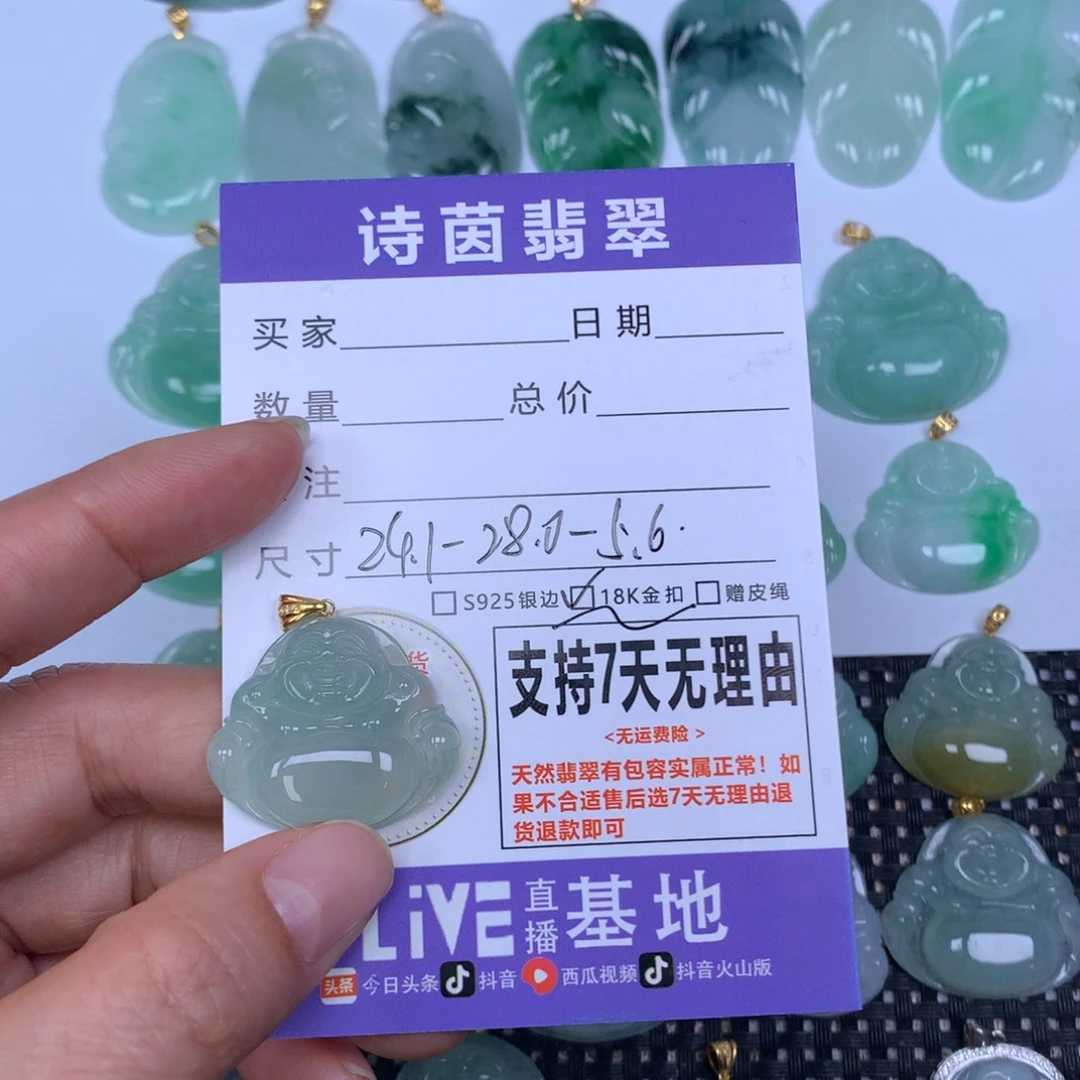 诗茵翡翠
买家 日期
数量 总价
注
尺寸 24.1-28.0-5.6.
S925银边 18K金扣 赠皮绳
货
支持7天无理由
<无运费险 >
天然翡翠有包容实属正常！如
果不合适售后选7天无理由退
货退款即可
LiVE 直播 基地
头条 今日头条 抖音 西瓜视频 抖音火山版